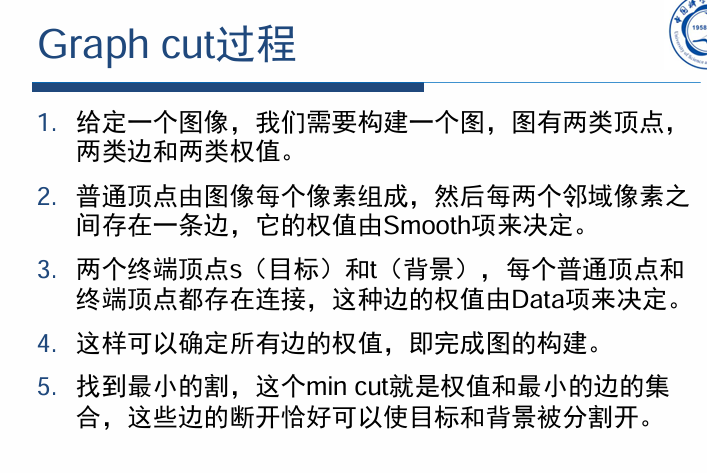 Graph cut过程
1958
1. 给定一个图像，我们需要构建一个图，图有两类顶点，
两类边和两类权值。
2. 普通顶点由图像每个像素组成，然后每两个邻域像素之
间存在一条边，它的权值由Smooth项来决定。
3. 两个终端顶点s（目标）和t（背景），每个普通顶点和
终端顶点都存在连接，这种边的权值由Data项来决定。
4. 这样可以确定所有边的权值，即完成图的构建。
5. 找到最小的割，这个min cut就是权值和最小的边的集
合，这些边的断开恰好可以使目标和背景被分割开。